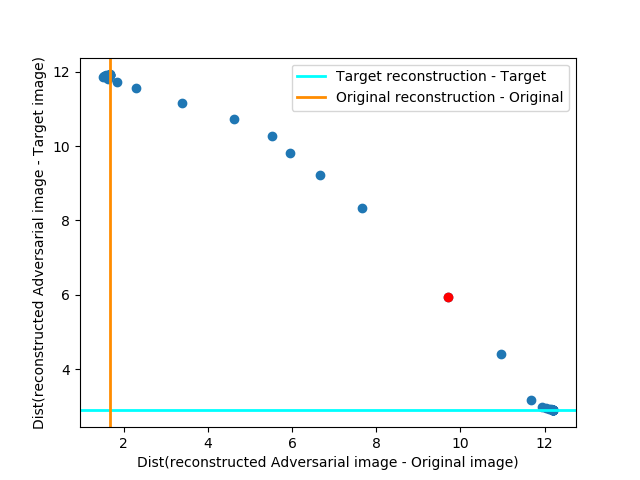 Target reconstruction - Target
Original reconstruction - Original
12
10
8
6
4
Dist(reconstructed Adversarial image - Target image)
2
4
6
8
10
12
Dist(reconstructed Adversarial image - Original image)